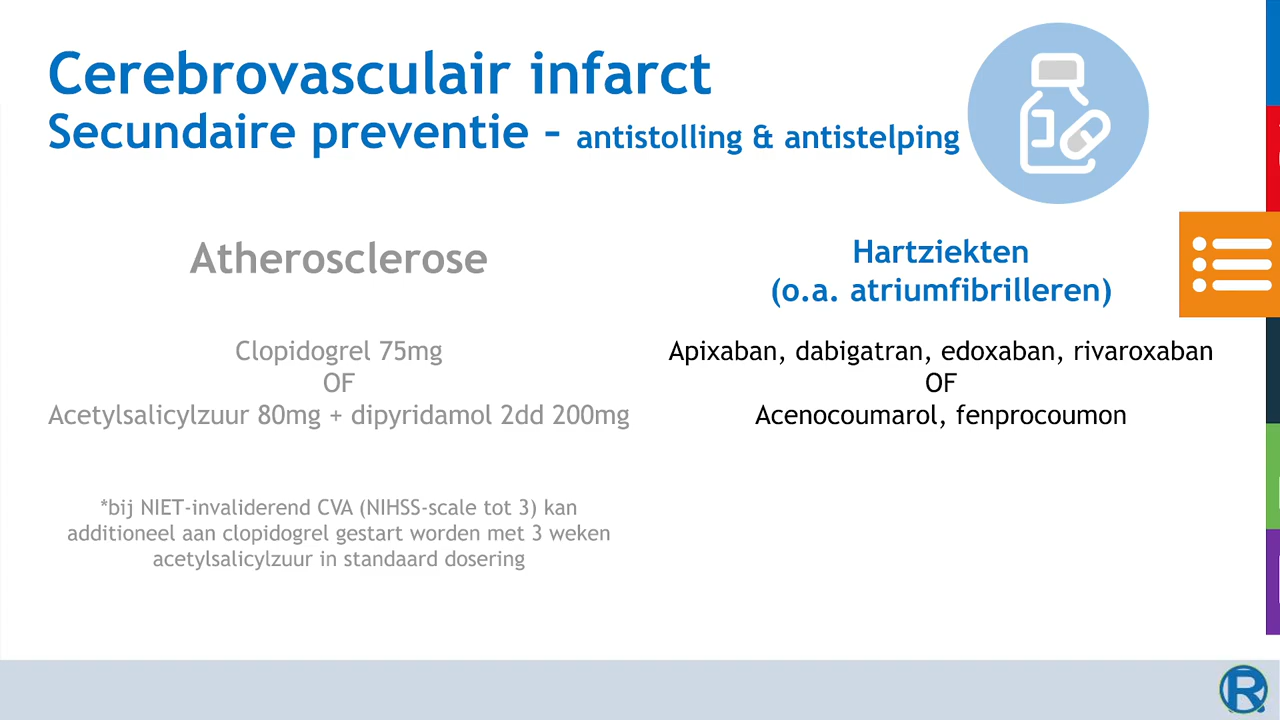 Cerebrovasculair infarct
Secundaire preventie – antistolling & antistelping
Atherosclerose
Clopidogrel 75mg
OF
Acetylsalicylzuur 80mg + dipyridamol 2dd 200mg
*bij NIET-invaliderend CVA (NIHSS-scale tot 3) kan
additioneel aan clopidogrel gestart worden met 3 weken
acetylsalicylzuur in standaard dosering
Hartziekten
(o.a. atriumfibrilleren)
Apixaban, dabigatran, edoxaban, rivaroxaban
OF
Acenocoumarol, fenprocoumon
R